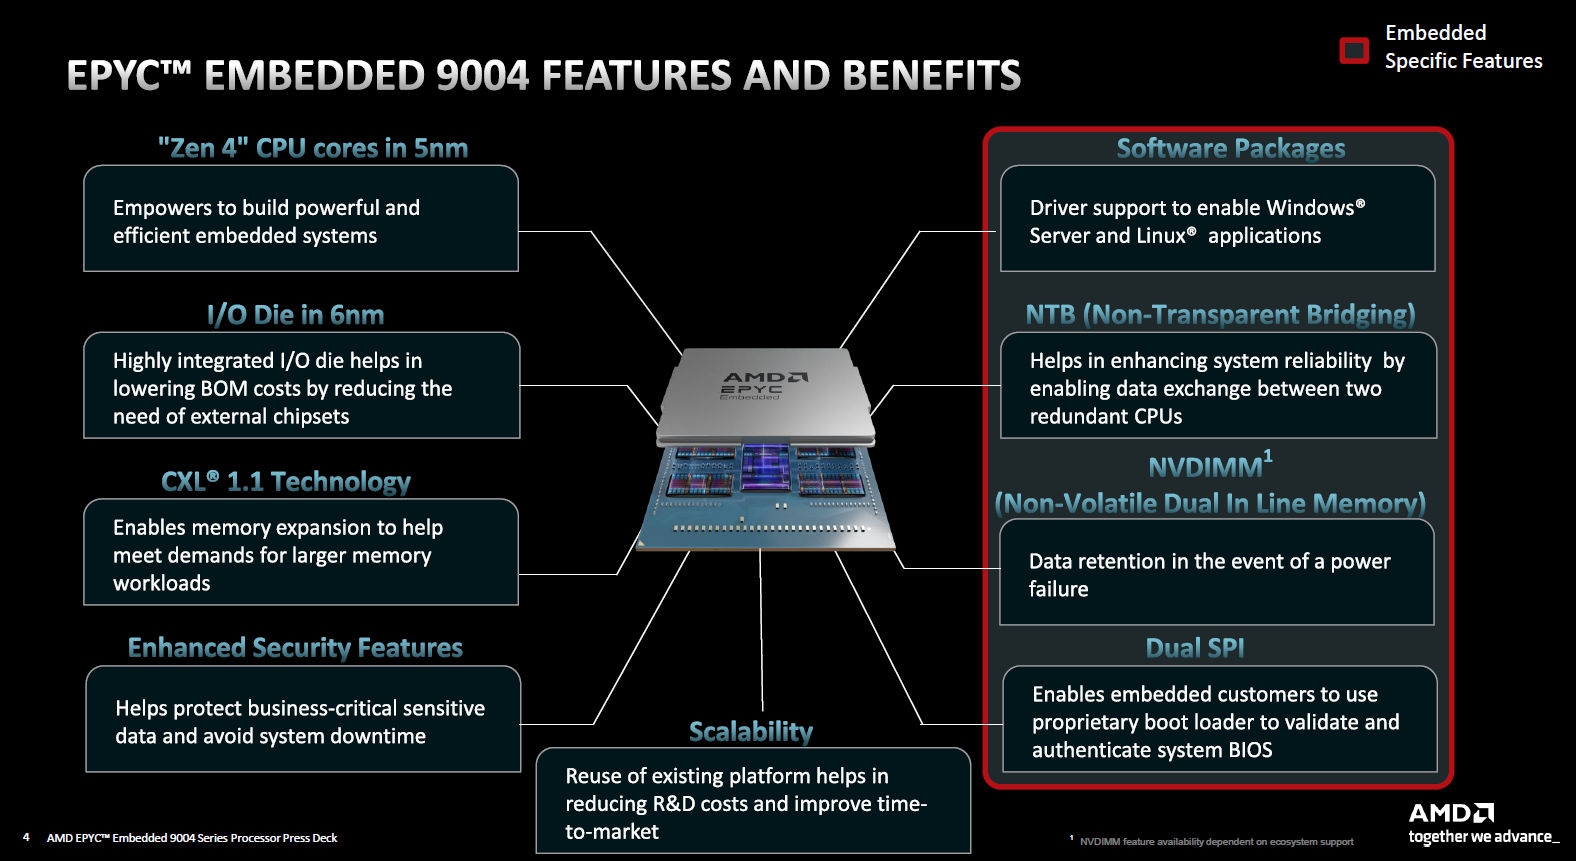 Embedded
Specific Features
EPYC™ EMBEDDED 9004 FEATURES AND BENEFITS
"Zen 4" CPU cores in 5nm
Empowers to build powerful and
efficient embedded systems
I/O Die in 6nm
Highly integrated I/O die helps in
lowering BOM costs by reducing the
need of external chipsets
CXL® 1.1 Technology
Enables memory expansion to help
meet demands for larger memory
workloads
Enhanced Security Features
Helps protect business-critical sensitive
data and avoid system downtime
AMD
EPYC
Embedded
Scalability
Reuse of existing platform helps in
reducing R&D costs and improve time-
to-market
Software Packages
Driver support to enable Windows®
Server and Linux® applications
NTB (Non-Transparent Bridging)
Helps in enhancing system reliability by
enabling data exchange between two
redundant CPUs
NVDIMM¹
(Non-Volatile Dual In Line Memory)
Data retention in the event of a power
failure
Dual SPI
Enables embedded customers to use
proprietary boot loader to validate and
authenticate system BIOS
4 AMD EPYC™ Embedded 9004 Series Processor Press Deck
¹ NVDIMM feature availability dependent on ecosystem support
AMD
together we advance_